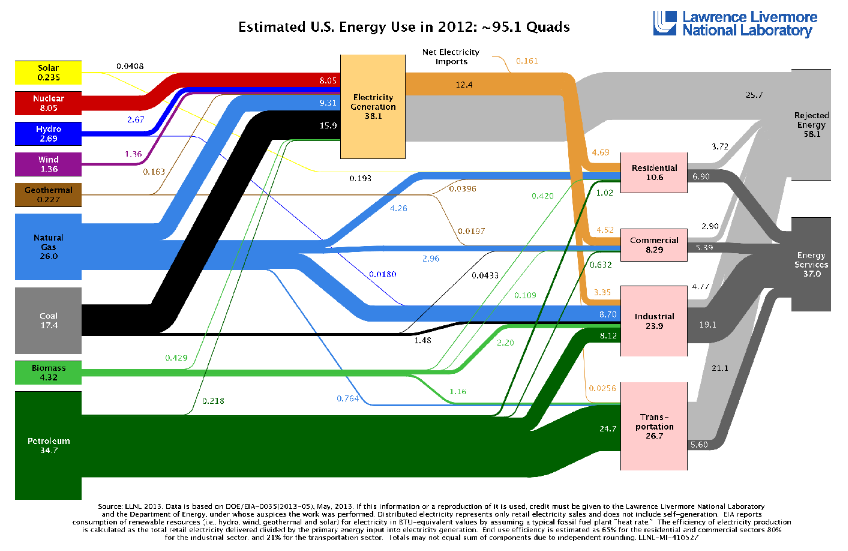 Estimated U.S. Energy Use in 2012: ~95.1 Quads
Lawrence Livermore
National Laboratory
Net Electricity
Imports
0.161
Solar
0.235
0.0408
Nuclear
8.05
8.05
Hydro
2.69
2.67
Wind
1.36
1.36
Geothermal
0.227
0.163
Natural
Gas
26.0
9.31
Coal
17.4
15.9
Biomass
4.32
0.429
Petroleum
34.7
0.218
Electricity
Generation
38.1
12.4
25.7
Rejected
Energy
58.1
0.193
0.0396
4.26
0.0197
2.96
0.0180
0.0433
0.420
0.109
1.48
2.20
0.764
1.16
4.69
1.02
Residential
10.6
3.72
6.90
4.52
0.632
Commercial
8.29
2.90
5.39
Energy
Services
37.0
3.35
8.70
8.12
Industrial
23.9
4.77
19.1
0.0256
24.7
Trans-
portation
26.7
21.1
5.60
Source: LLNL 2013. Data is based on DOE/EIA-0035(2013-05), May, 2013. If this information or a reproduction of it is used, credit must be given to the Lawrence Livermore National Laboratory
and the Department of Energy, under whose auspices the work was performed. Distributed electricity represents only retail electricity sales and does not include self-generation. EIA reports
consumption of renewable resources (i.e., hydro, wind, geothermal and solar) for electricity in BTU-equivalent values by assuming a typical fossil fuel plant "heat rate." The efficiency of electricity production
is calculated as the total retail electricity delivered divided by the primary energy input into electricity generation. End use efficiency is estimated as 65% for the residential and commercial sectors 80%
for the industrial sector, and 21% for the transportation sector. Totals may not equal sum of components due to independent rounding. LLNL-MI-410527